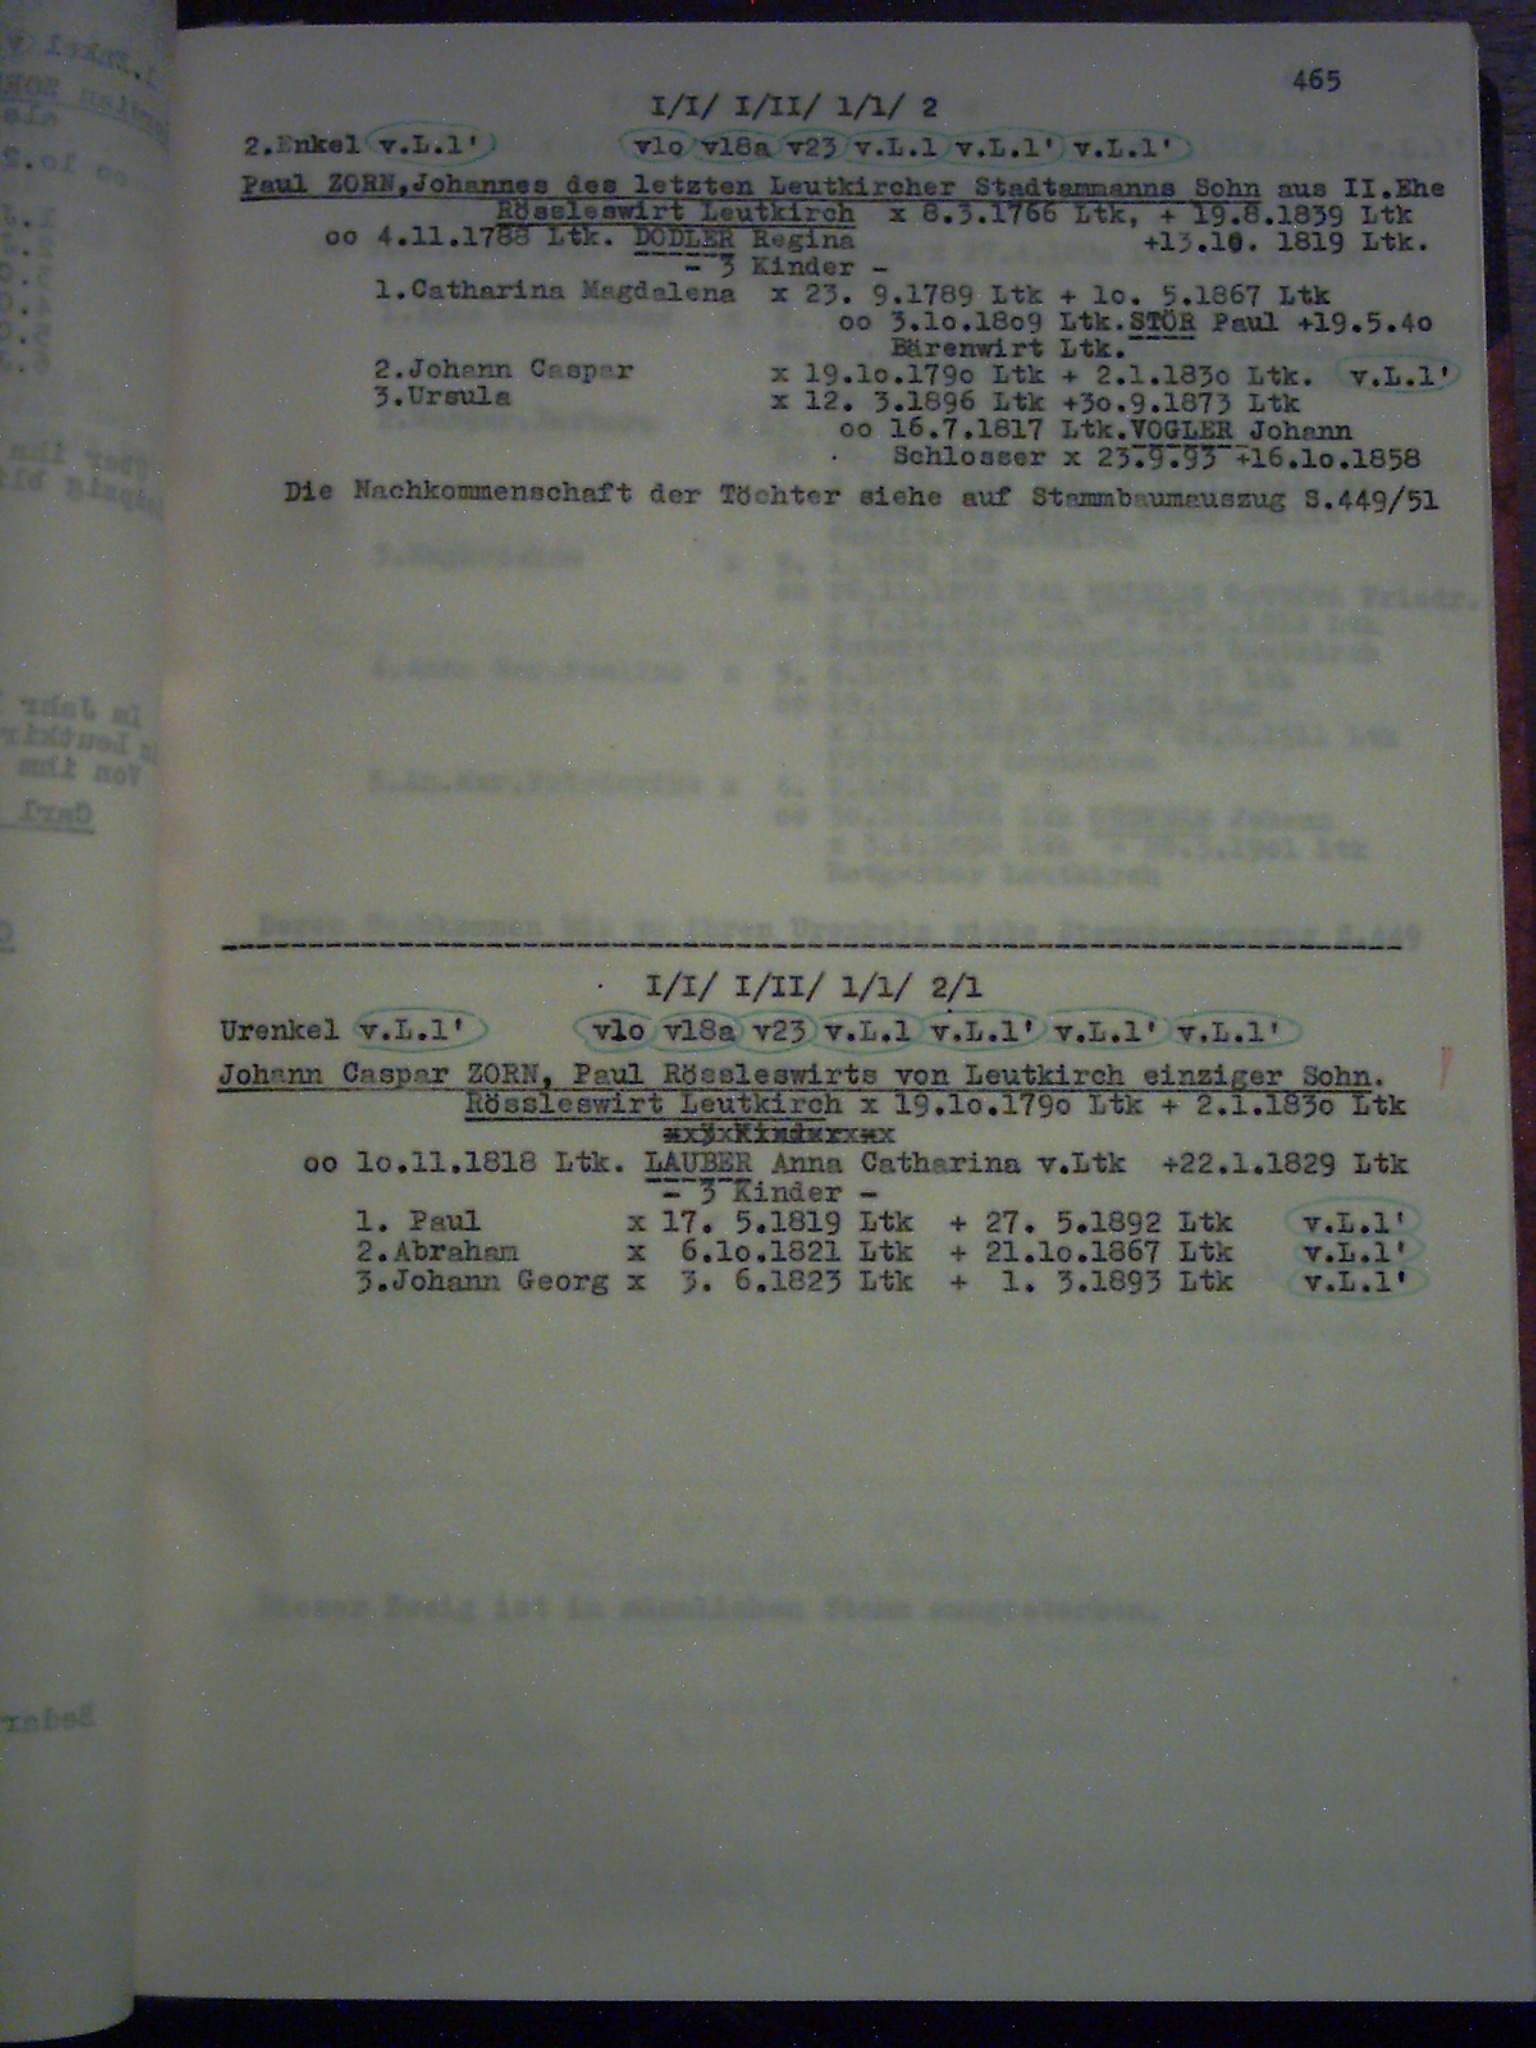 465
I/I/ I/II/ 1/1/ 2
2.Enkel v.L.1' v1o v18a v23 v.L.1 v.L.1' v.L.1'
Paul ZORN,Johannes des letzten Leutkircher Stadtammanns Sohn aus II.Ehe
Rössleswirt Leutkirch x 8.3.1766 Ltk, + 19.8.1839 Ltk
oo 4.11.1788 Ltk. DODLER Regina +13.10. 1819 Ltk.
- 3 Kinder -
1.Catharina Magdalena x 23. 9.1789 Ltk + 1o. 5.1867 Ltk
oo 3.1o.18o9 Ltk.STÖR Paul +19.5.4o
Bärenwirt Ltk.
2.Johann Caspar x 19.1o.179o Ltk + 2.1.183o Ltk. v.L.1'
3.Ursula x 12. 3.1896 Ltk +3o.9.1873 Ltk
oo 16.7.1817 Ltk.VOGLER Johann
Schlosser x 23.9.93 +16.1o.1858
Die Nachkommenschaft der Töchter siehe auf Stammbaumauszug S.449/51
I/I/ I/II/ 1/1/ 2/1
Urenkel v.L.1' v1o v18a v23 v.L.1 v.L.1' v.L.1' v.L.1'
Johann Caspar ZORN, Paul Rössleswirts von Leutkirch einziger Sohn.
Rössleswirt Leutkirch x 19.1o.179o Ltk + 2.1.183o Ltk
oo 1o.11.1818 Ltk. LAUBER Anna Catharina v.Ltk +22.1.1829 Ltk
- 3 Kinder -
1. Paul x 17. 5.1819 Ltk + 27. 5.1892 Ltk v.L.1'
2.Abraham x 6.1o.1821 Ltk + 21.1o.1867 Ltk v.L.1'
3.Johann Georg x 3. 6.1823 Ltk + 1. 3.1893 Ltk v.L.1'